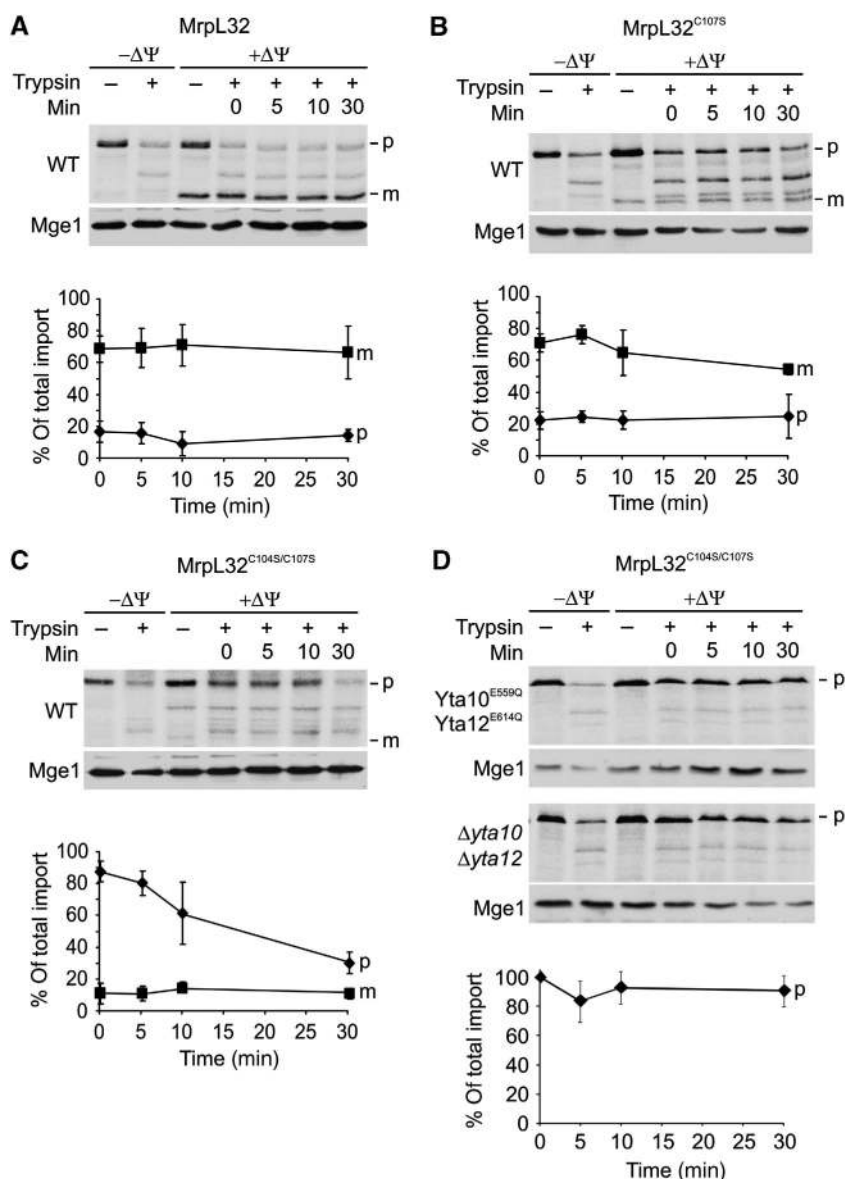 A
MrpL32
−ΔΨ +ΔΨ
Trypsin − + − + + + +
Min 0 5 10 30
WT
p
m
Mge1
% Of total import
100
80
60
40
20
0
m
p
0 5 10 15 20 25 30
Time (min)
B
MrpL32C107S
−ΔΨ +ΔΨ
Trypsin − + − + + + +
Min 0 5 10 30
WT
p
m
Mge1
% Of total import
100
80
60
40
20
0
m
p
0 5 10 15 20 25 30
Time (min)
C
MrpL32C104S/C107S
−ΔΨ +ΔΨ
Trypsin − + − + + + +
Min 0 5 10 30
WT
p
m
Mge1
% Of total import
100
80
60
40
20
0
p
m
0 5 10 15 20 25 30
Time (min)
D
MrpL32C104S/C107S
−ΔΨ +ΔΨ
Trypsin − + − + + + +
Min 0 5 10 30
Yta10E559Q
Yta12E614Q
p
Mge1
Δyta10
Δyta12
p
Mge1
% Of total import
100
80
60
40
20
0
p
0 5 10 15 20 25 30
Time (min)